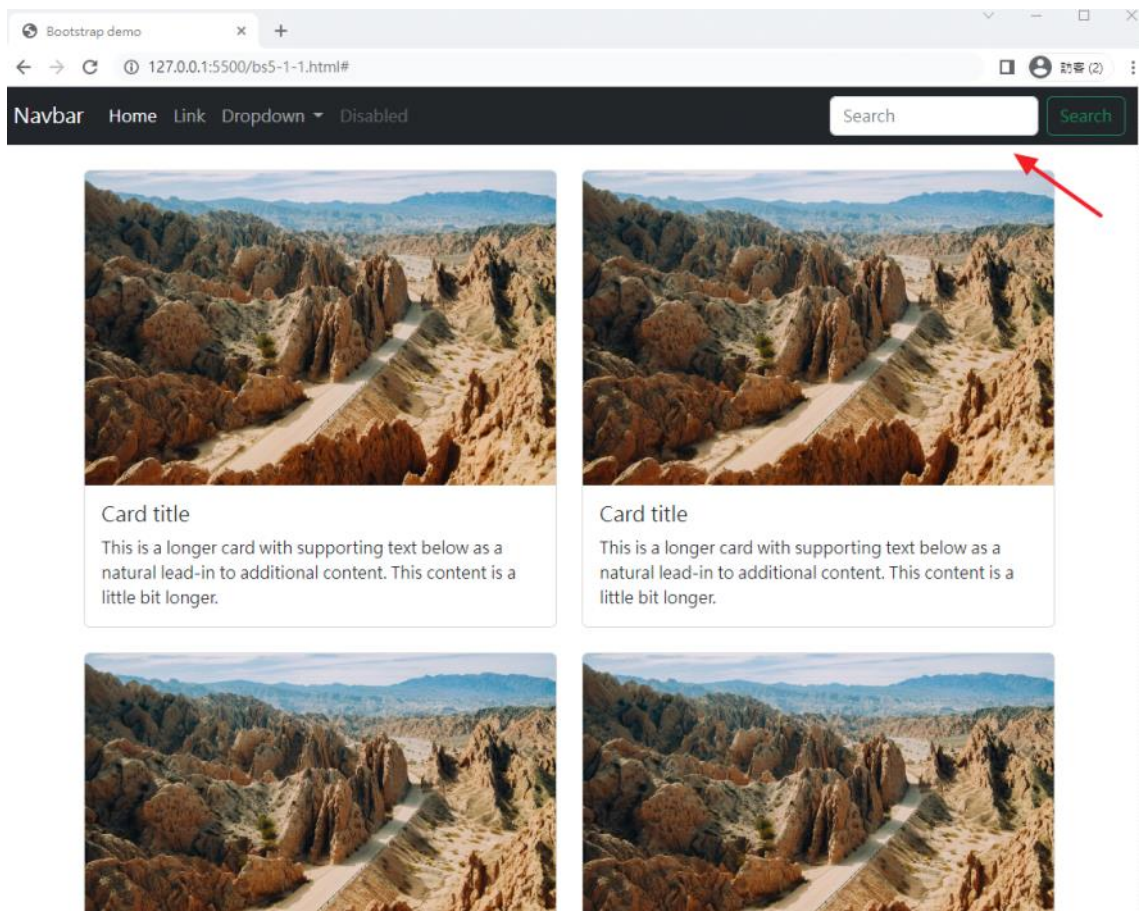 Bootstrap demo
127.0.0.1:5500/bs5-1-1.html#
訪客 (2)
Navbar Home Link Dropdown Disabled Search Search
Card title
This is a longer card with supporting text below as a
natural lead-in to additional content. This content is a
little bit longer.
Card title
This is a longer card with supporting text below as a
natural lead-in to additional content. This content is a
little bit longer.